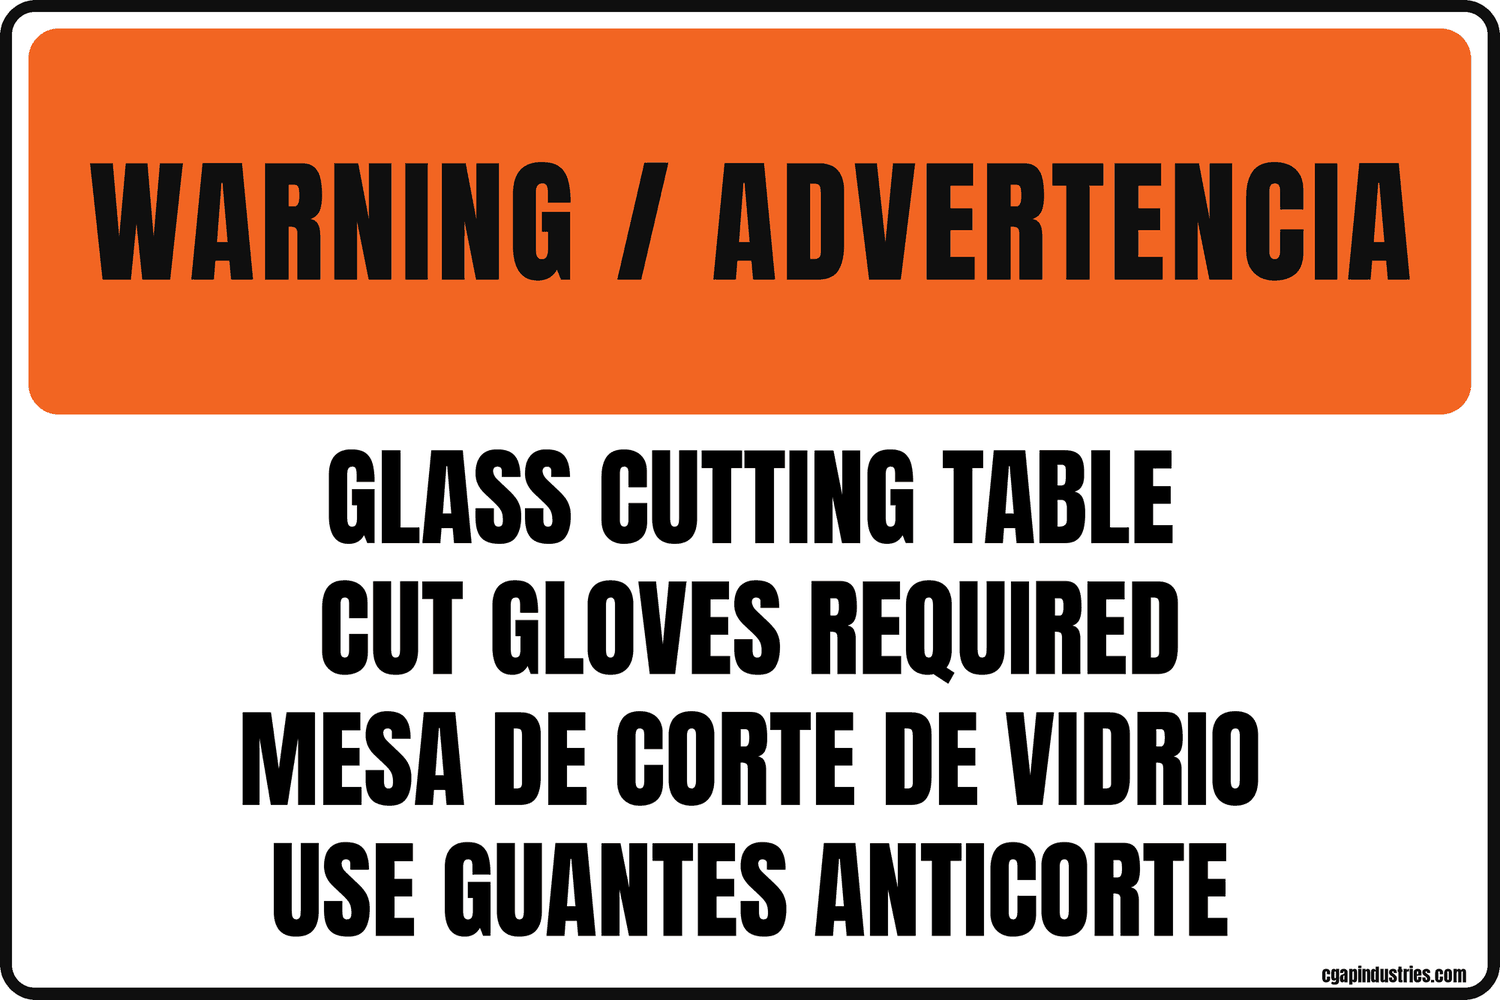 WARNING / ADVERTENCIA
GLASS CUTTING TABLE
CUT GLOVES REQUIRED
MESA DE CORTE DE VIDRIO
USE GUANTES ANTICORTE
cgapindustries.com